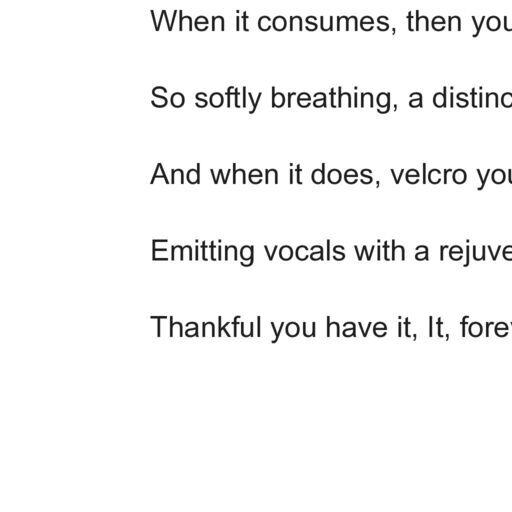 When it consumes, then you
So softly breathing, a distinc
And when it does, velcro you
Emitting vocals with a rejuve
Thankful you have it, It, forev